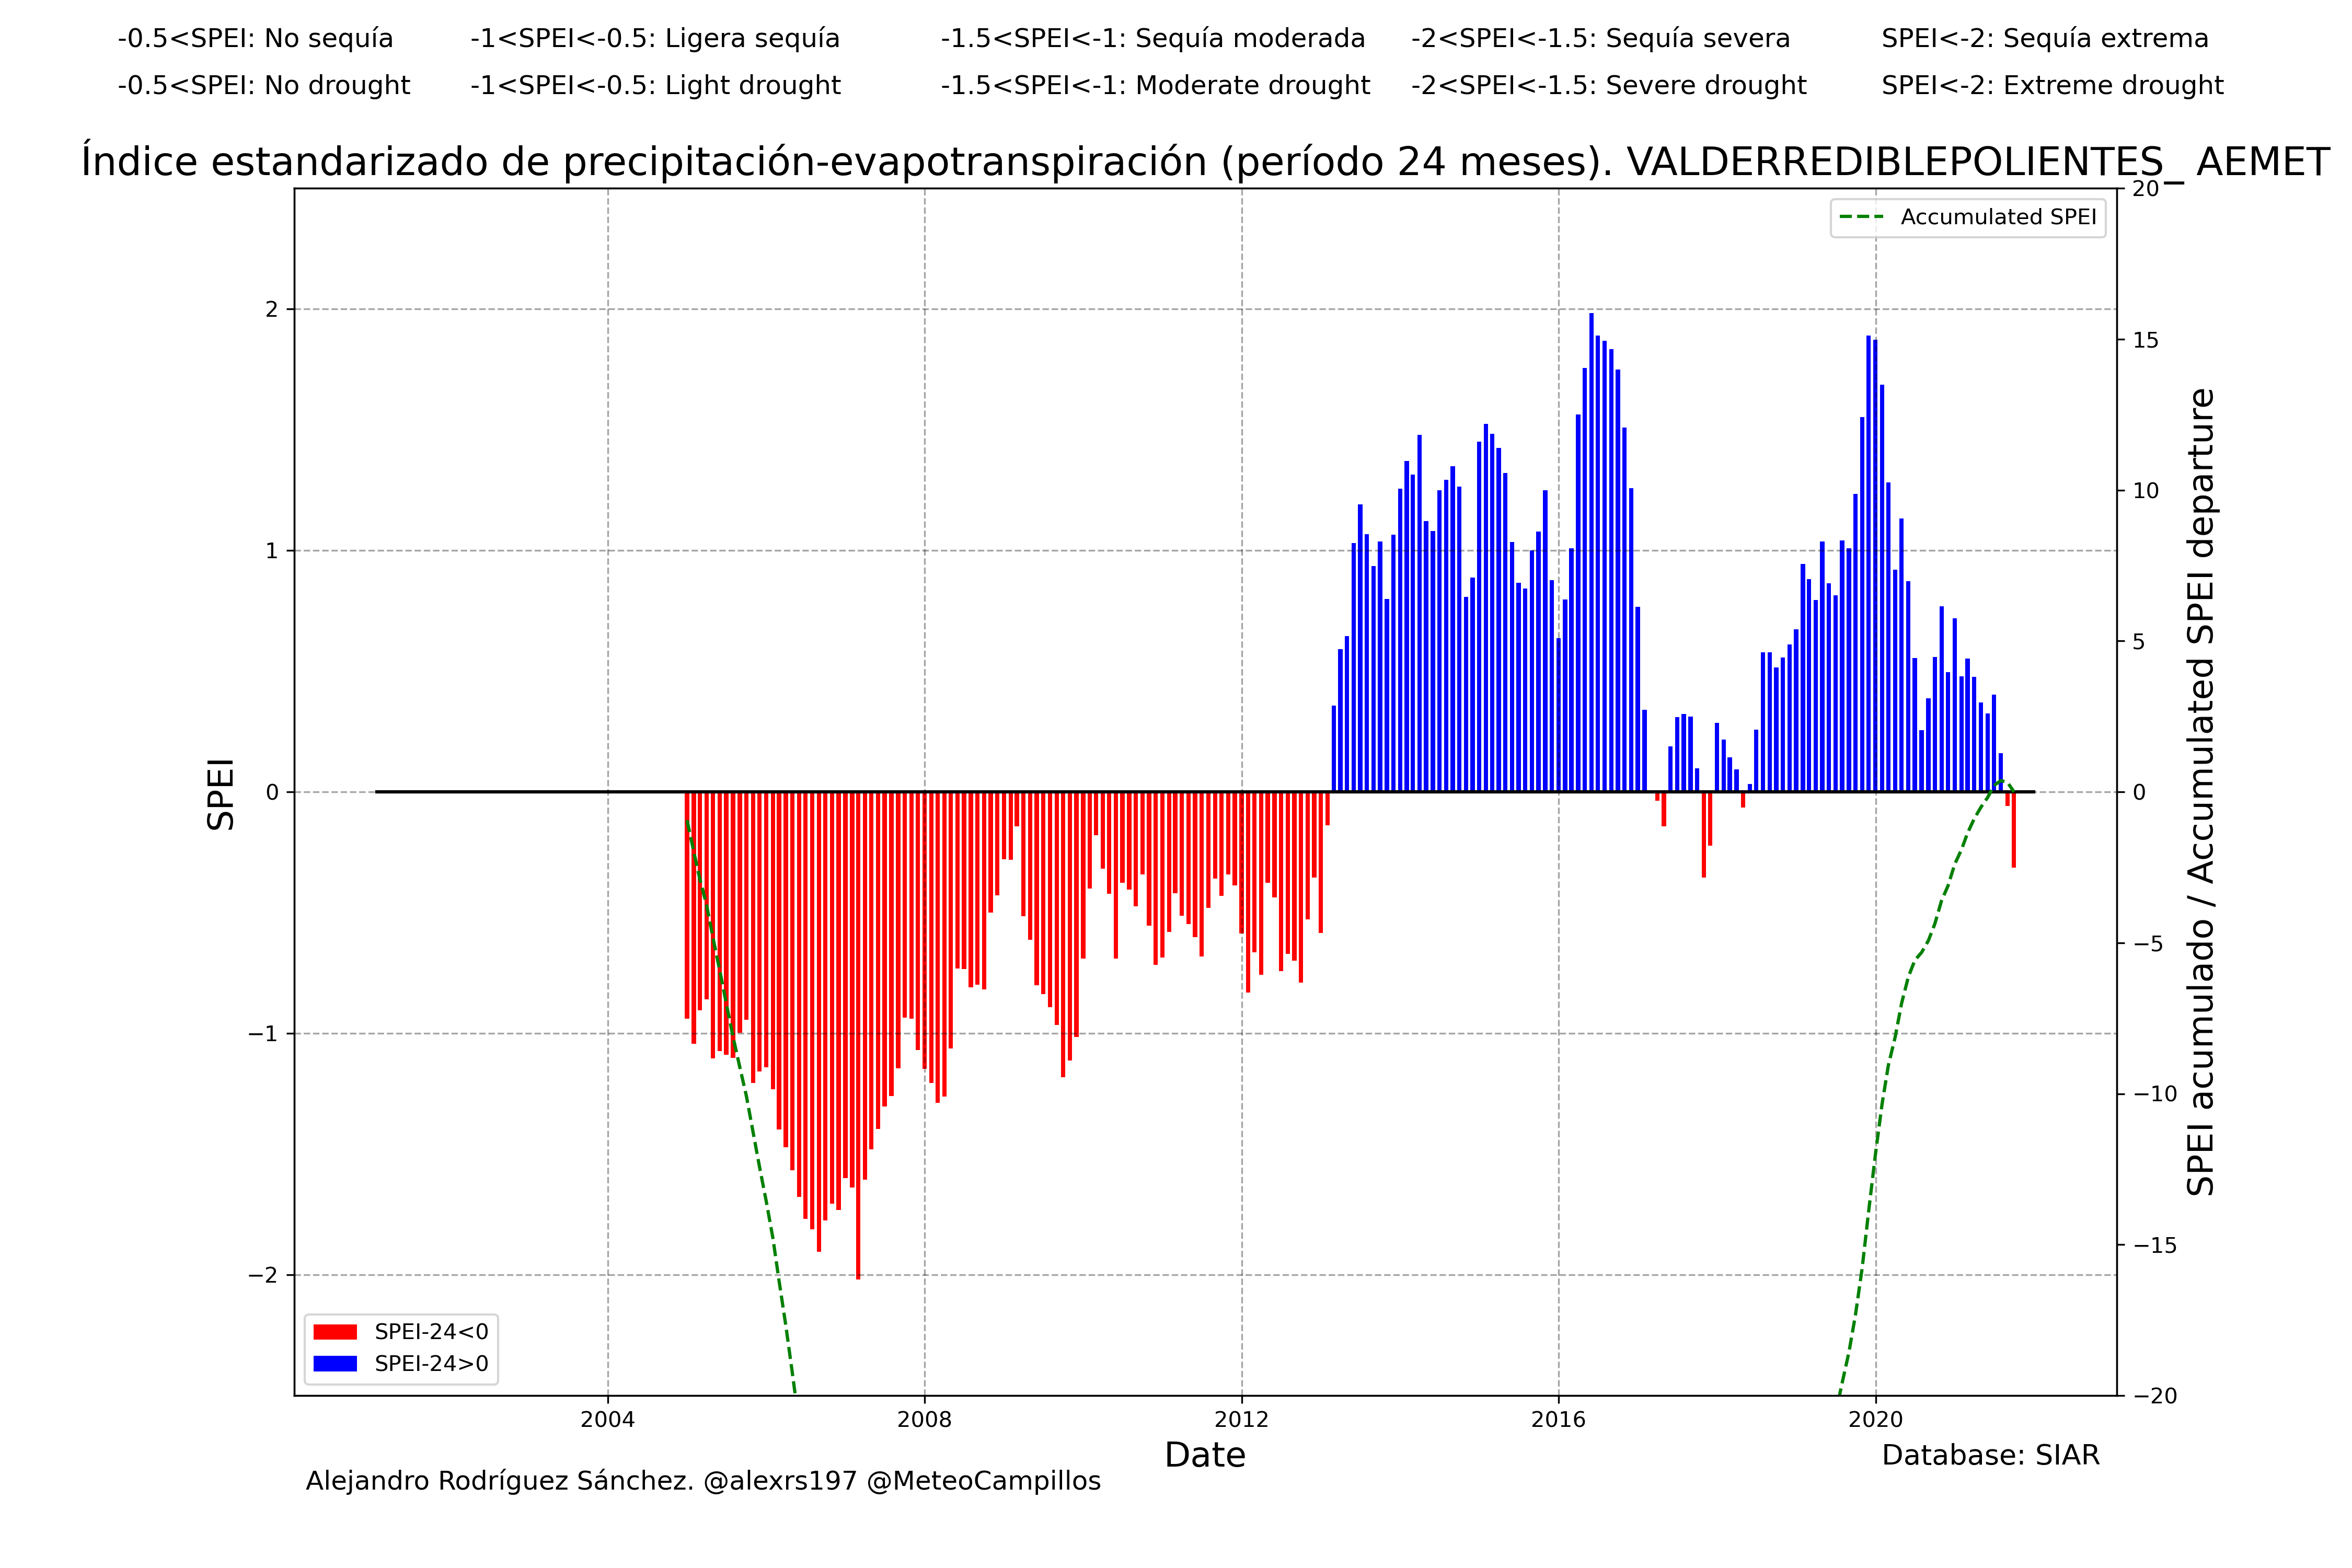 -0.5<SPEI: No sequía -1<SPEI<-0.5: Ligera sequía -1.5<SPEI<-1: Sequía moderada -2<SPEI<-1.5: Sequía severa SPEI<-2: Sequía extrema
-0.5<SPEI: No drought -1<SPEI<-0.5: Light drought -1.5<SPEI<-1: Moderate drought -2<SPEI<-1.5: Severe drought SPEI<-2: Extreme drought
Índice estandarizado de precipitación-evapotranspiración (período 24 meses). VALDERREDIBLEPOLIENTES_ AEMET
Accumulated SPEI
SPEI
2
1
0
−1
−2
20
15
10
5
0
−5
−10
−15
−20
SPEI acumulado / Accumulated SPEI departure
SPEI-24<0
SPEI-24>0
2004 2008 2012 2016 2020
Date
Database: SIAR
Alejandro Rodríguez Sánchez. @alexrs197 @MeteoCampillos